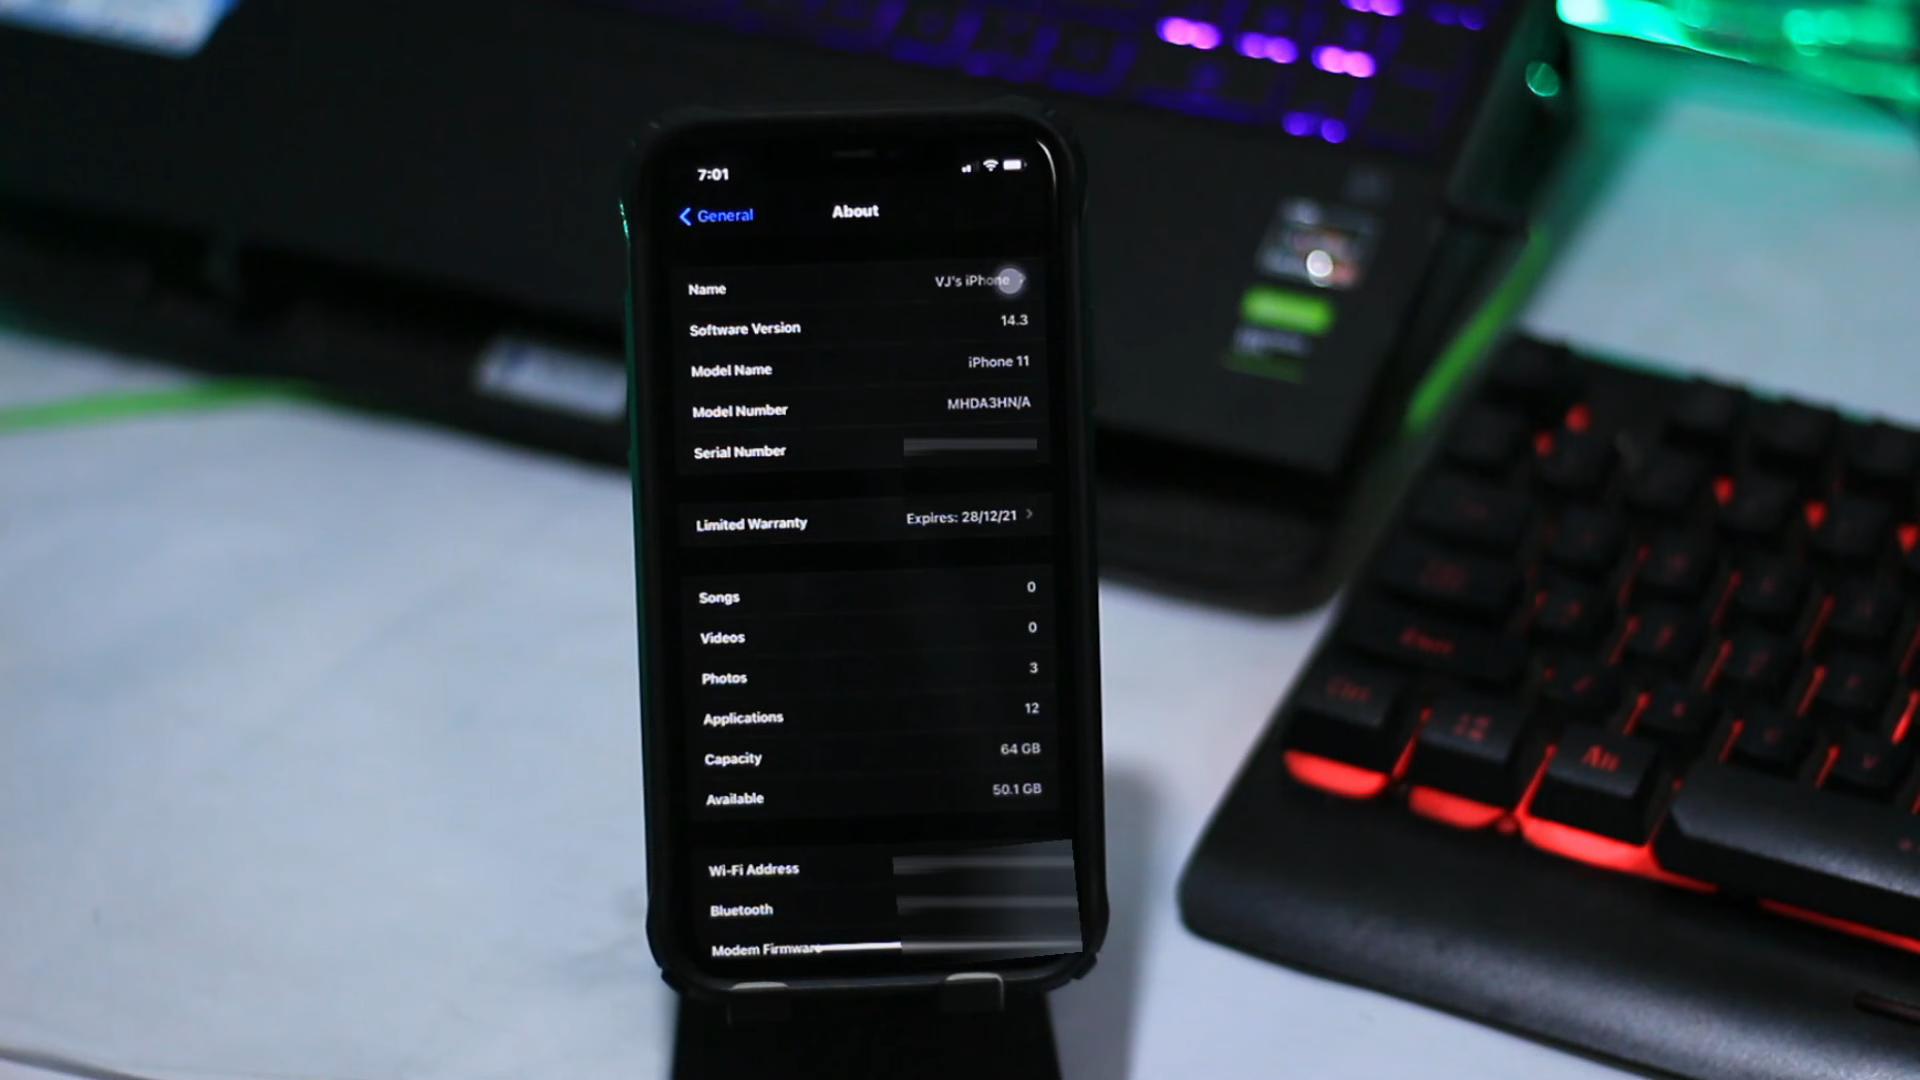 7:01
General
About
Name VJ's iPhone
Software Version 14.3
Model Name iPhone 11
Model Number MHDA3HN/A
Serial Number
Limited Warranty Expires: 28/12/21
Songs 0
Videos 0
Photos 3
Applications 12
Capacity 64 GB
Available 50.1 GB
Wi-Fi Address
Bluetooth
Modem Firmware
Alt